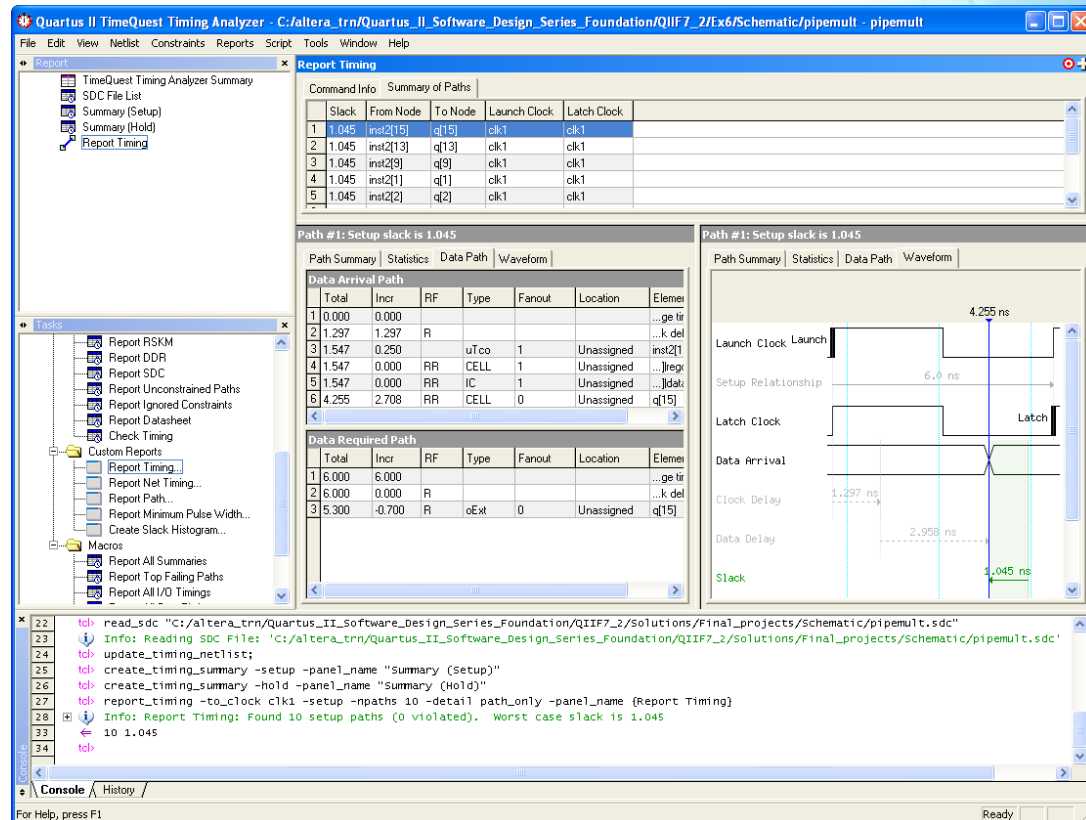 Quartus II TimeQuest Timing Analyzer - C:/altera_trn/Quartus_II_Software_Design_Series_Foundation/QIIF7_2/Ex6/Schematic/pipemult - pipemult
File Edit View Netlist Constraints Reports Script Tools Window Help
Report
TimeQuest Timing Analyzer Summary
SDC File List
Summary (Setup)
Summary (Hold)
Report Timing
Report Timing
Command Info Summary of Paths
Slack From Node To Node Launch Clock Latch Clock
1 1.045 inst2[15] q[15] clk1 clk1
2 1.045 inst2[13] q[13] clk1 clk1
3 1.045 inst2[9] q[9] clk1 clk1
4 1.045 inst2[1] q[1] clk1 clk1
5 1.045 inst2[2] q[2] clk1 clk1
Path #1: Setup slack is 1.045
Path Summary Statistics Data Path Waveform
Data Arrival Path
Total Incr RF Type Fanout Location Elemer
1 0.000 0.000 ...ge tir
2 1.297 1.297 R ...k del
3 1.547 0.250 uTco 1 Unassigned inst2[1
4 1.547 0.000 RR CELL 1 Unassigned ...]|rego
5 1.547 0.000 RR IC 1 Unassigned ...]|data
6 4.255 2.708 RR CELL 0 Unassigned q[15]
Data Required Path
Total Incr RF Type Fanout Location Elemer
1 6.000 6.000 ...ge tir
2 6.000 0.000 R ...k del
3 5.300 -0.700 R oExt 0 Unassigned q[15]
Path #1: Setup slack is 1.045
Path Summary Statistics Data Path Waveform
4.255 ns
Launch Clock Launch
Setup Relationship 6.0 ns
Latch Clock Latch
Data Arrival
Clock Delay 1.297 ns
Data Delay 2.958 ns
Slack 1.045 ns
Tasks
Report RSKM
Report DDR
Report SDC
Report Unconstrained Paths
Report Ignored Constraints
Report Datasheet
Check Timing
Custom Reports
Report Timing...
Report Net Timing...
Report Path...
Report Minimum Pulse Width...
Create Slack Histogram...
Macros
Report All Summaries
Report Top Failing Paths
Report All I/O Timings
22 tcl> read_sdc "C:/altera_trn/Quartus_II_Software_Design_Series_Foundation/QIIF7_2/Solutions/Final_projects/Schematic/pipemult.sdc"
23 Info: Reading SDC File: 'C:/altera_trn/Quartus_II_Software_Design_Series_Foundation/QIIF7_2/Solutions/Final_projects/Schematic/pipemult.sdc'
24 tcl> update_timing_netlist;
25 tcl> create_timing_summary -setup -panel_name "Summary (Setup)"
26 tcl> create_timing_summary -hold -panel_name "Summary (Hold)"
27 tcl> report_timing -to_clock clk1 -setup -npaths 10 -detail path_only -panel_name {Report Timing}
28 Info: Report Timing: Found 10 setup paths (0 violated). Worst case slack is 1.045
33 10 1.045
34 tcl>
Console
Console History
For Help, press F1
Ready